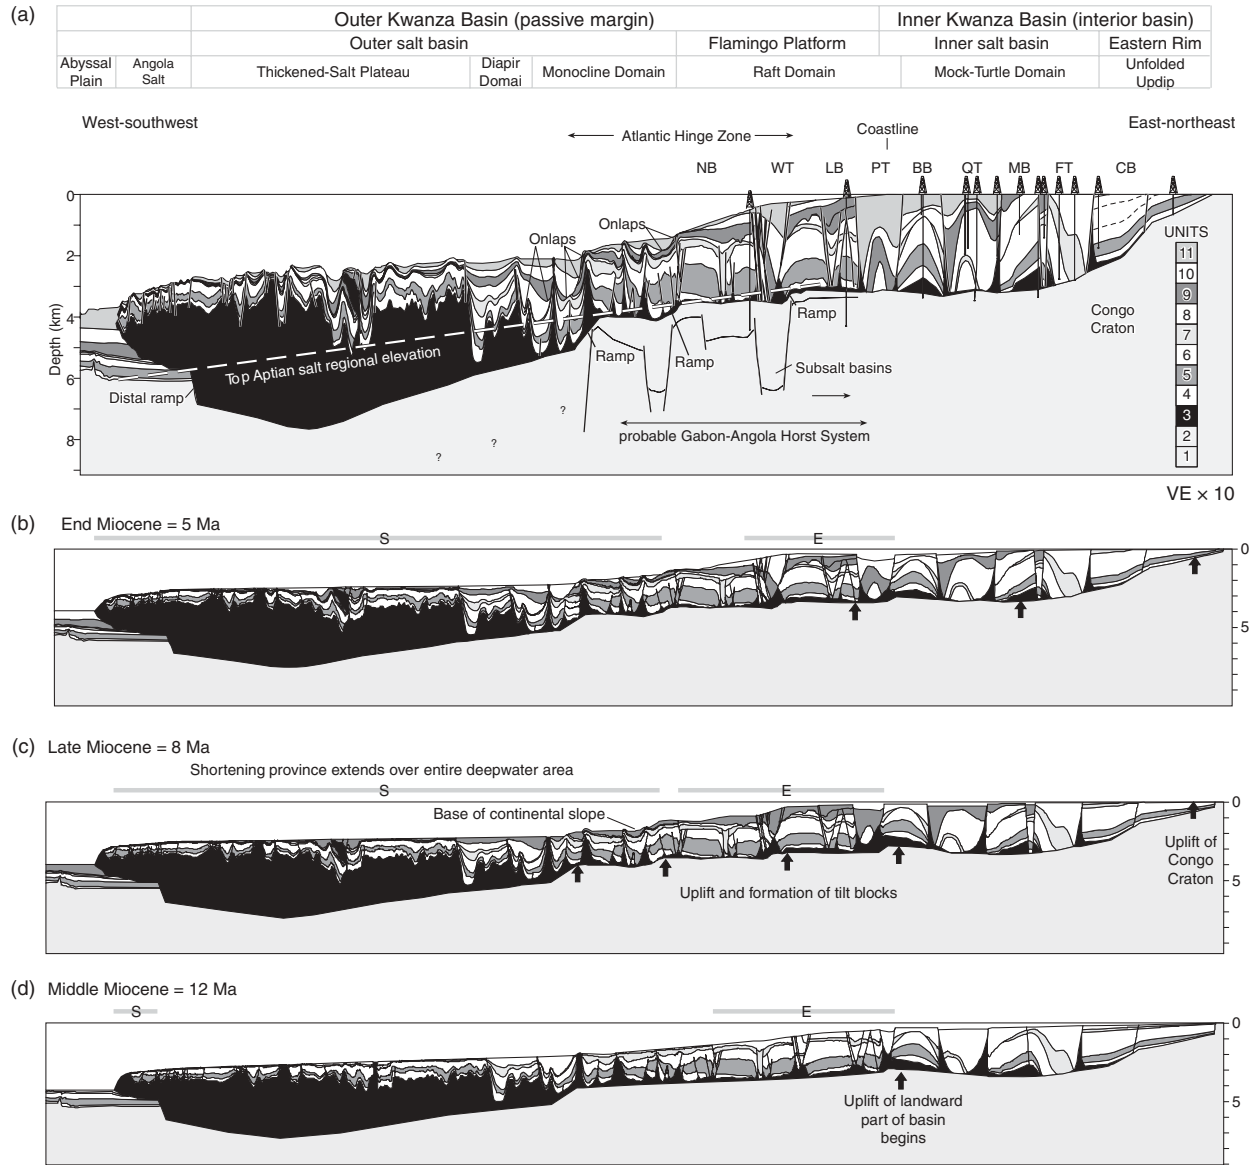 (a)
Outer Kwanza Basin (passive margin) Inner Kwanza Basin (interior basin)
Outer salt basin Flamingo Platform Inner salt basin Eastern Rim
Abyssal Plain Angola Salt Thickened-Salt Plateau Diapir Domai Monocline Domain Raft Domain Mock-Turtle Domain Unfolded Updip
West-southwest East-northeast
Atlantic Hinge Zone
Coastline
NB WT LB PT BB QT MB FT CB
Onlaps
Onlaps
Depth (km)
0
2
4
6
8
Top Aptian salt regional elevation
Distal ramp
Ramp
Ramp
Ramp
Subsalt basins
?
?
?
probable Gabon-Angola Horst System
Congo
Craton
UNITS
11
10
9
8
7
6
5
4
3
2
1
VE × 10
(b) End Miocene = 5 Ma
S E
0
5
(c) Late Miocene = 8 Ma
Shortening province extends over entire deepwater area
S E
Base of continental slope
0
5
Uplift and formation of tilt blocks
Uplift of
Congo
Craton
(d) Middle Miocene = 12 Ma
S E
0
5
Uplift of landward
part of basin
begins